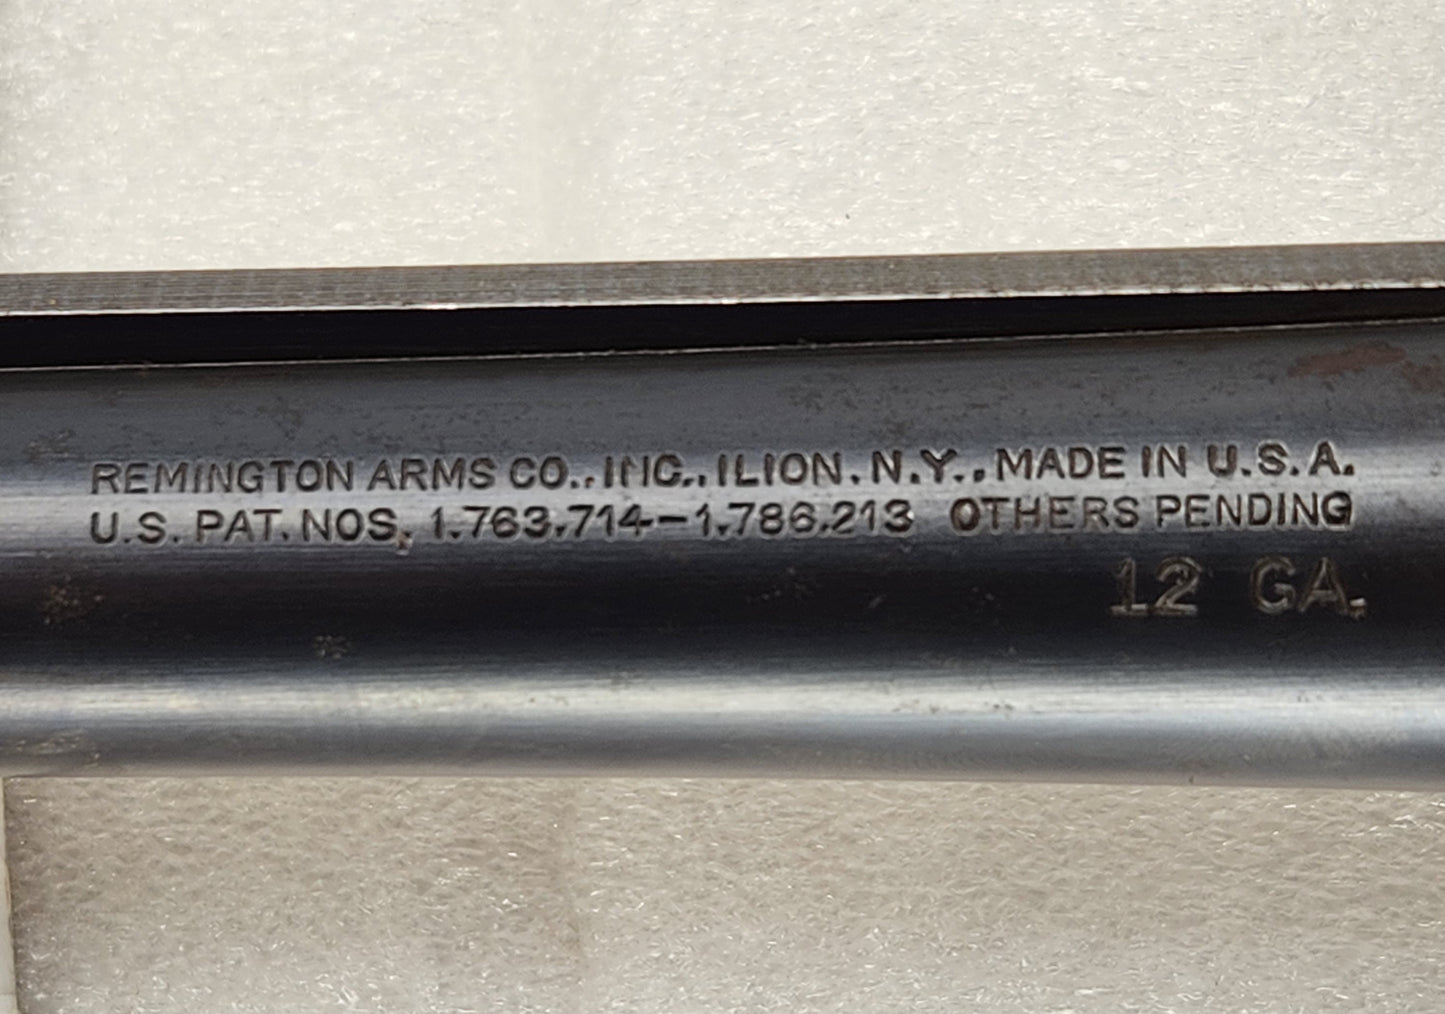 REMINGTON ARMS CO., INC., ILION, N.Y., MADE IN U.S.A.
U.S. PAT. NOS. 1,763,714-1,786,213 OTHERS PENDING
12 GA.